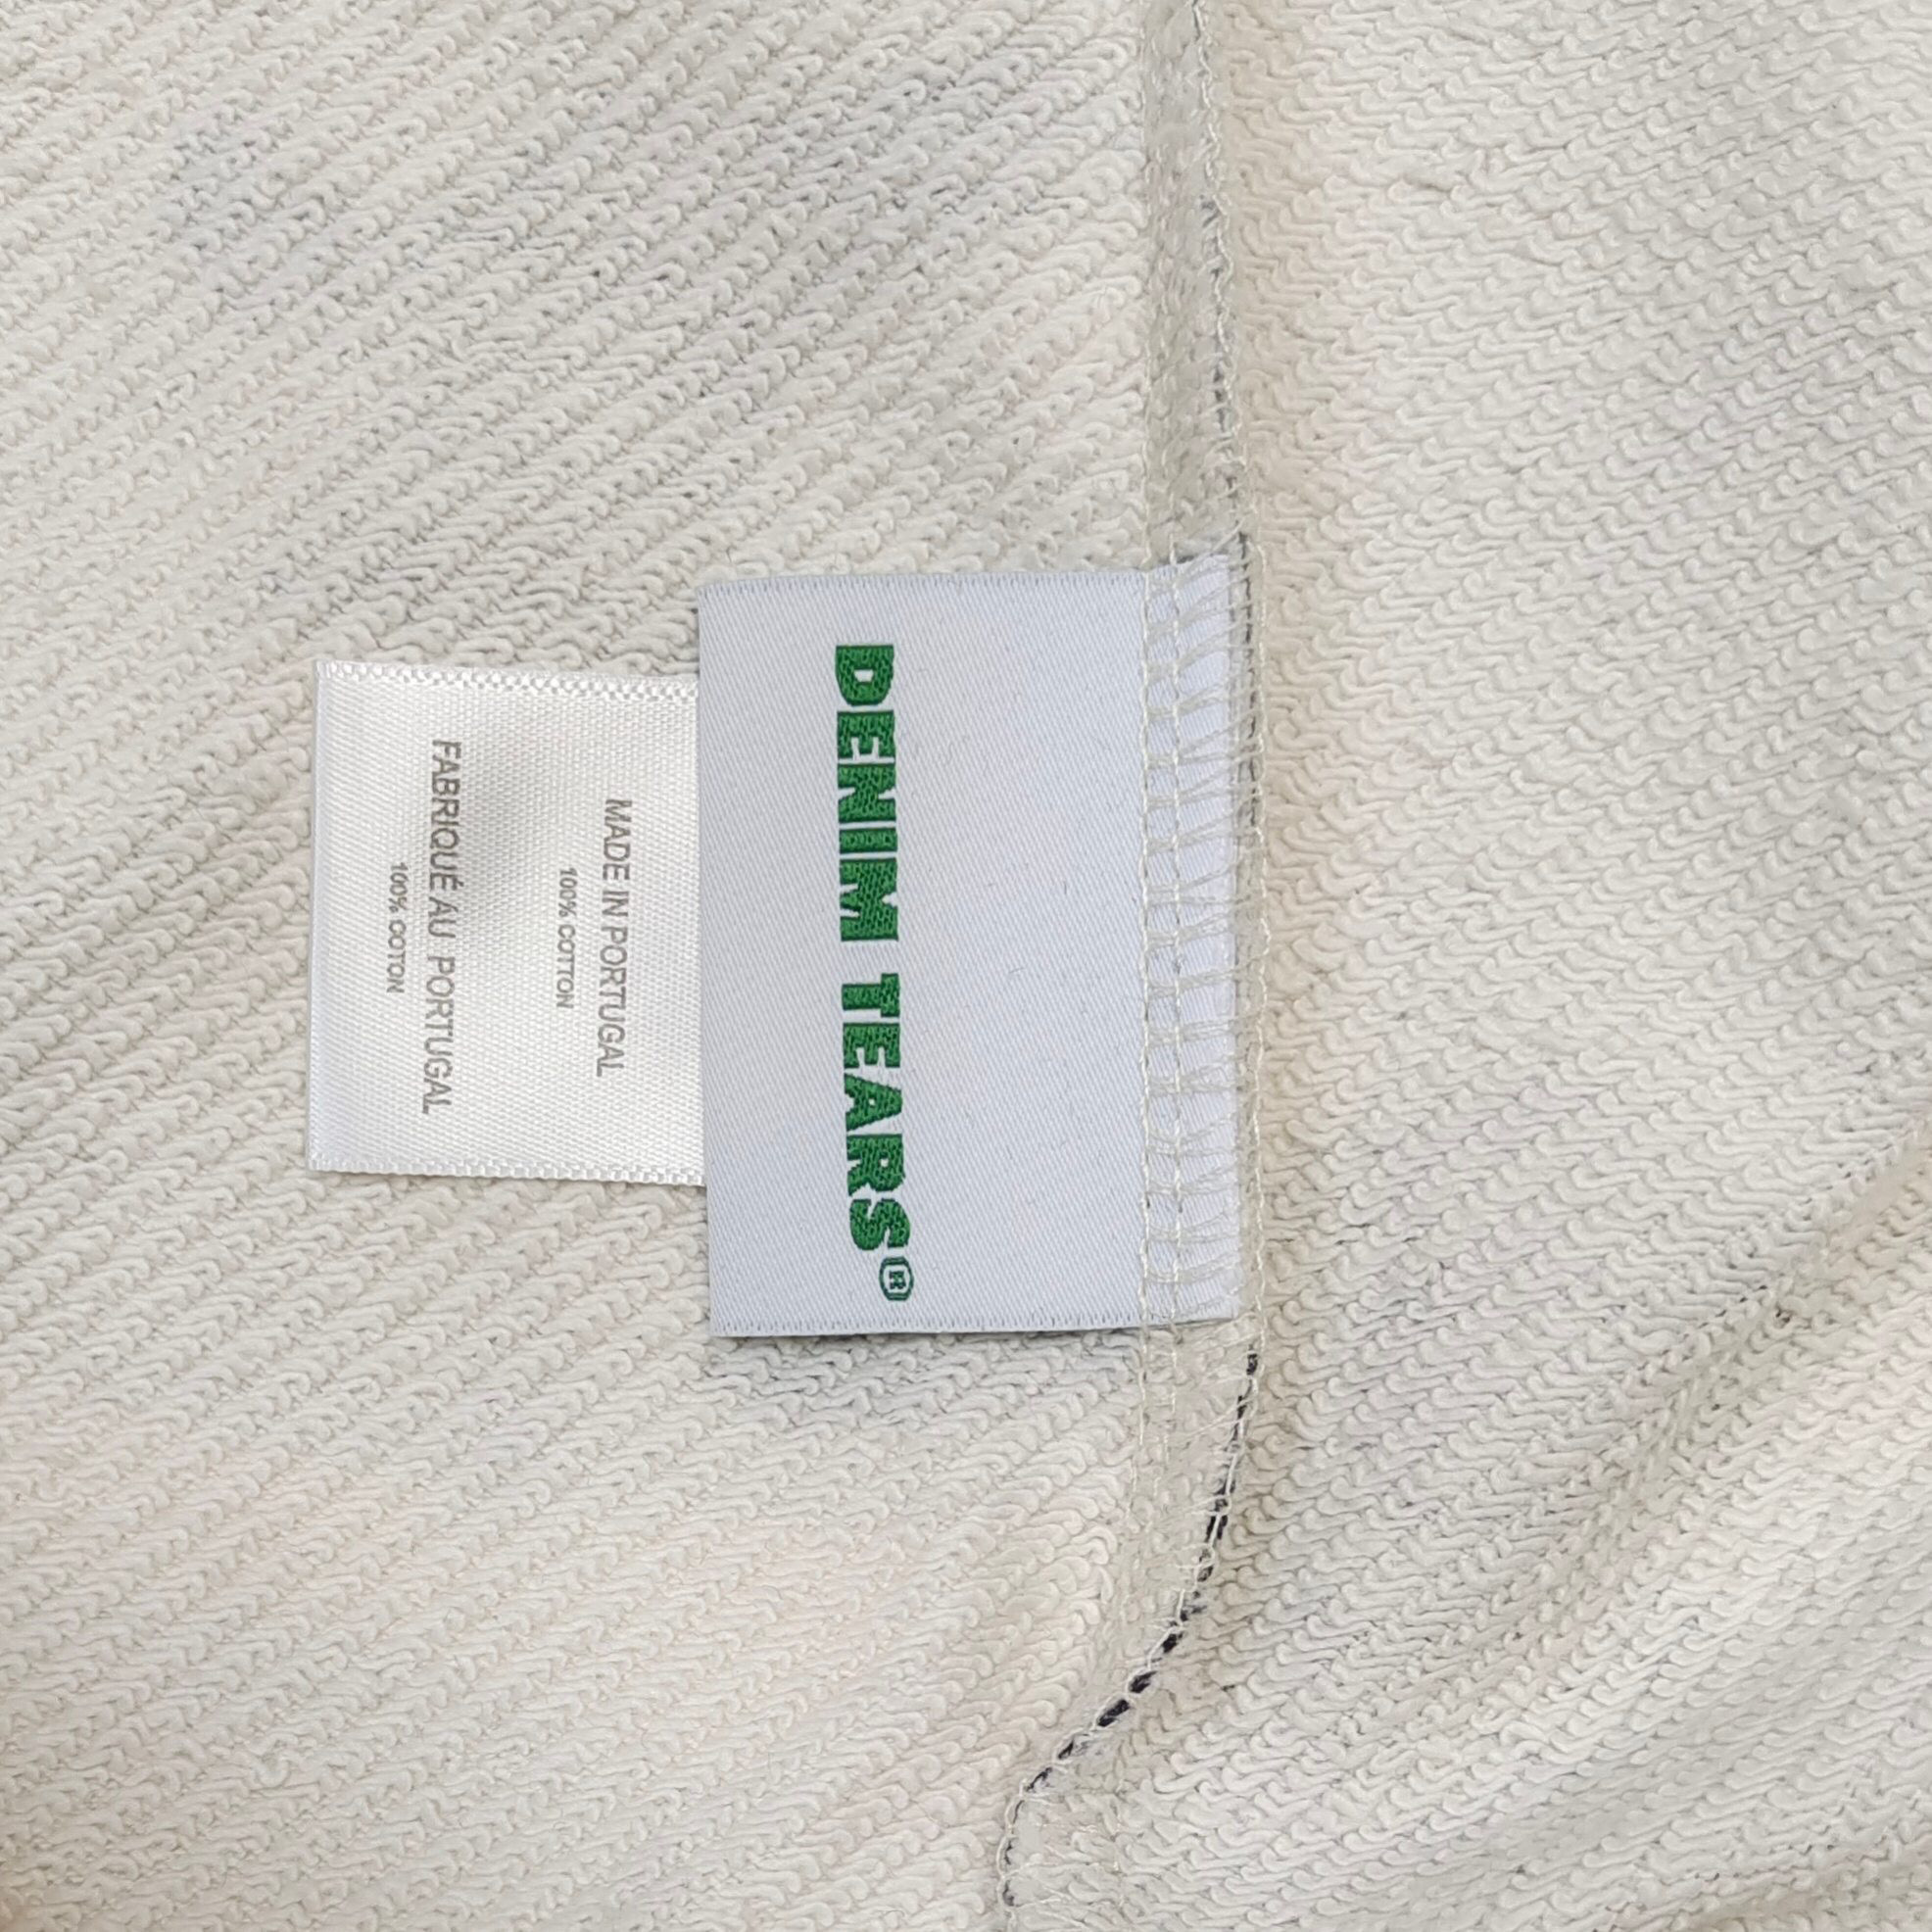 DENIM TEARS®
MADE IN PORTUGAL
100% COTTON
FABRIQUÉ AU PORTUGAL
100% COTON